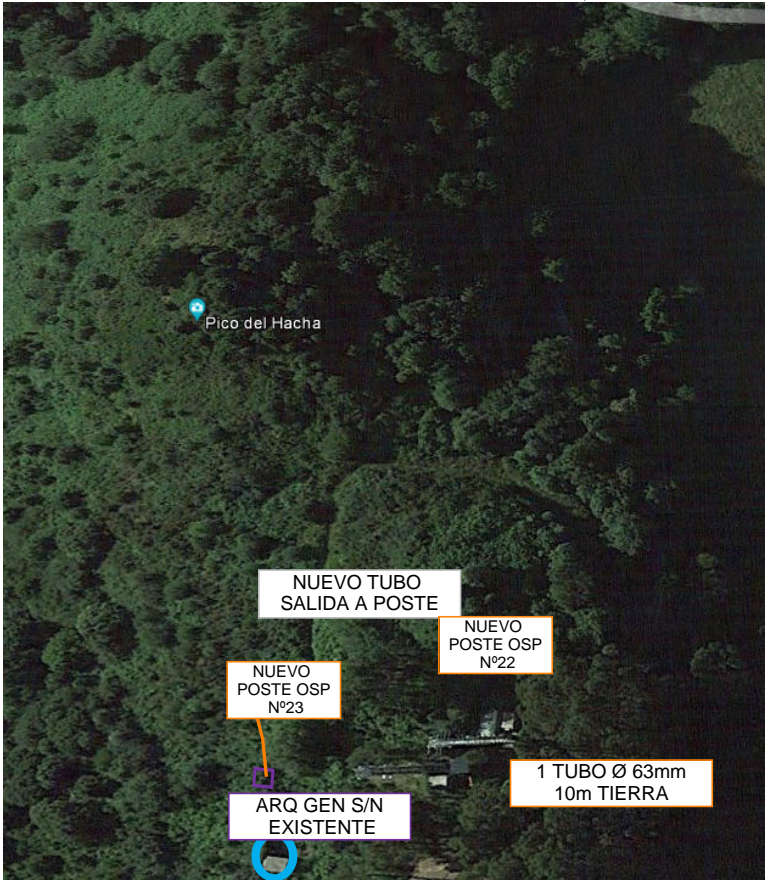 Pico del Hacha
NUEVO TUBO
SALIDA A POSTE
NUEVO
POSTE OSP
Nº22
NUEVO
POSTE OSP
Nº23
1 TUBO Ø 63mm
10m TIERRA
ARQ GEN S/N
EXISTENTE